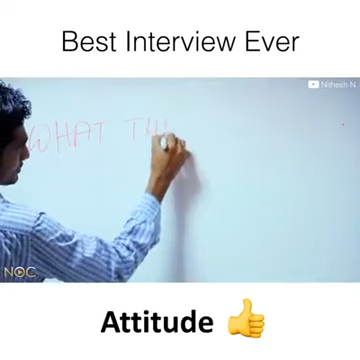 Best Interview Ever
Nithesh N
WHAT TH
NOC
Attitude 👍